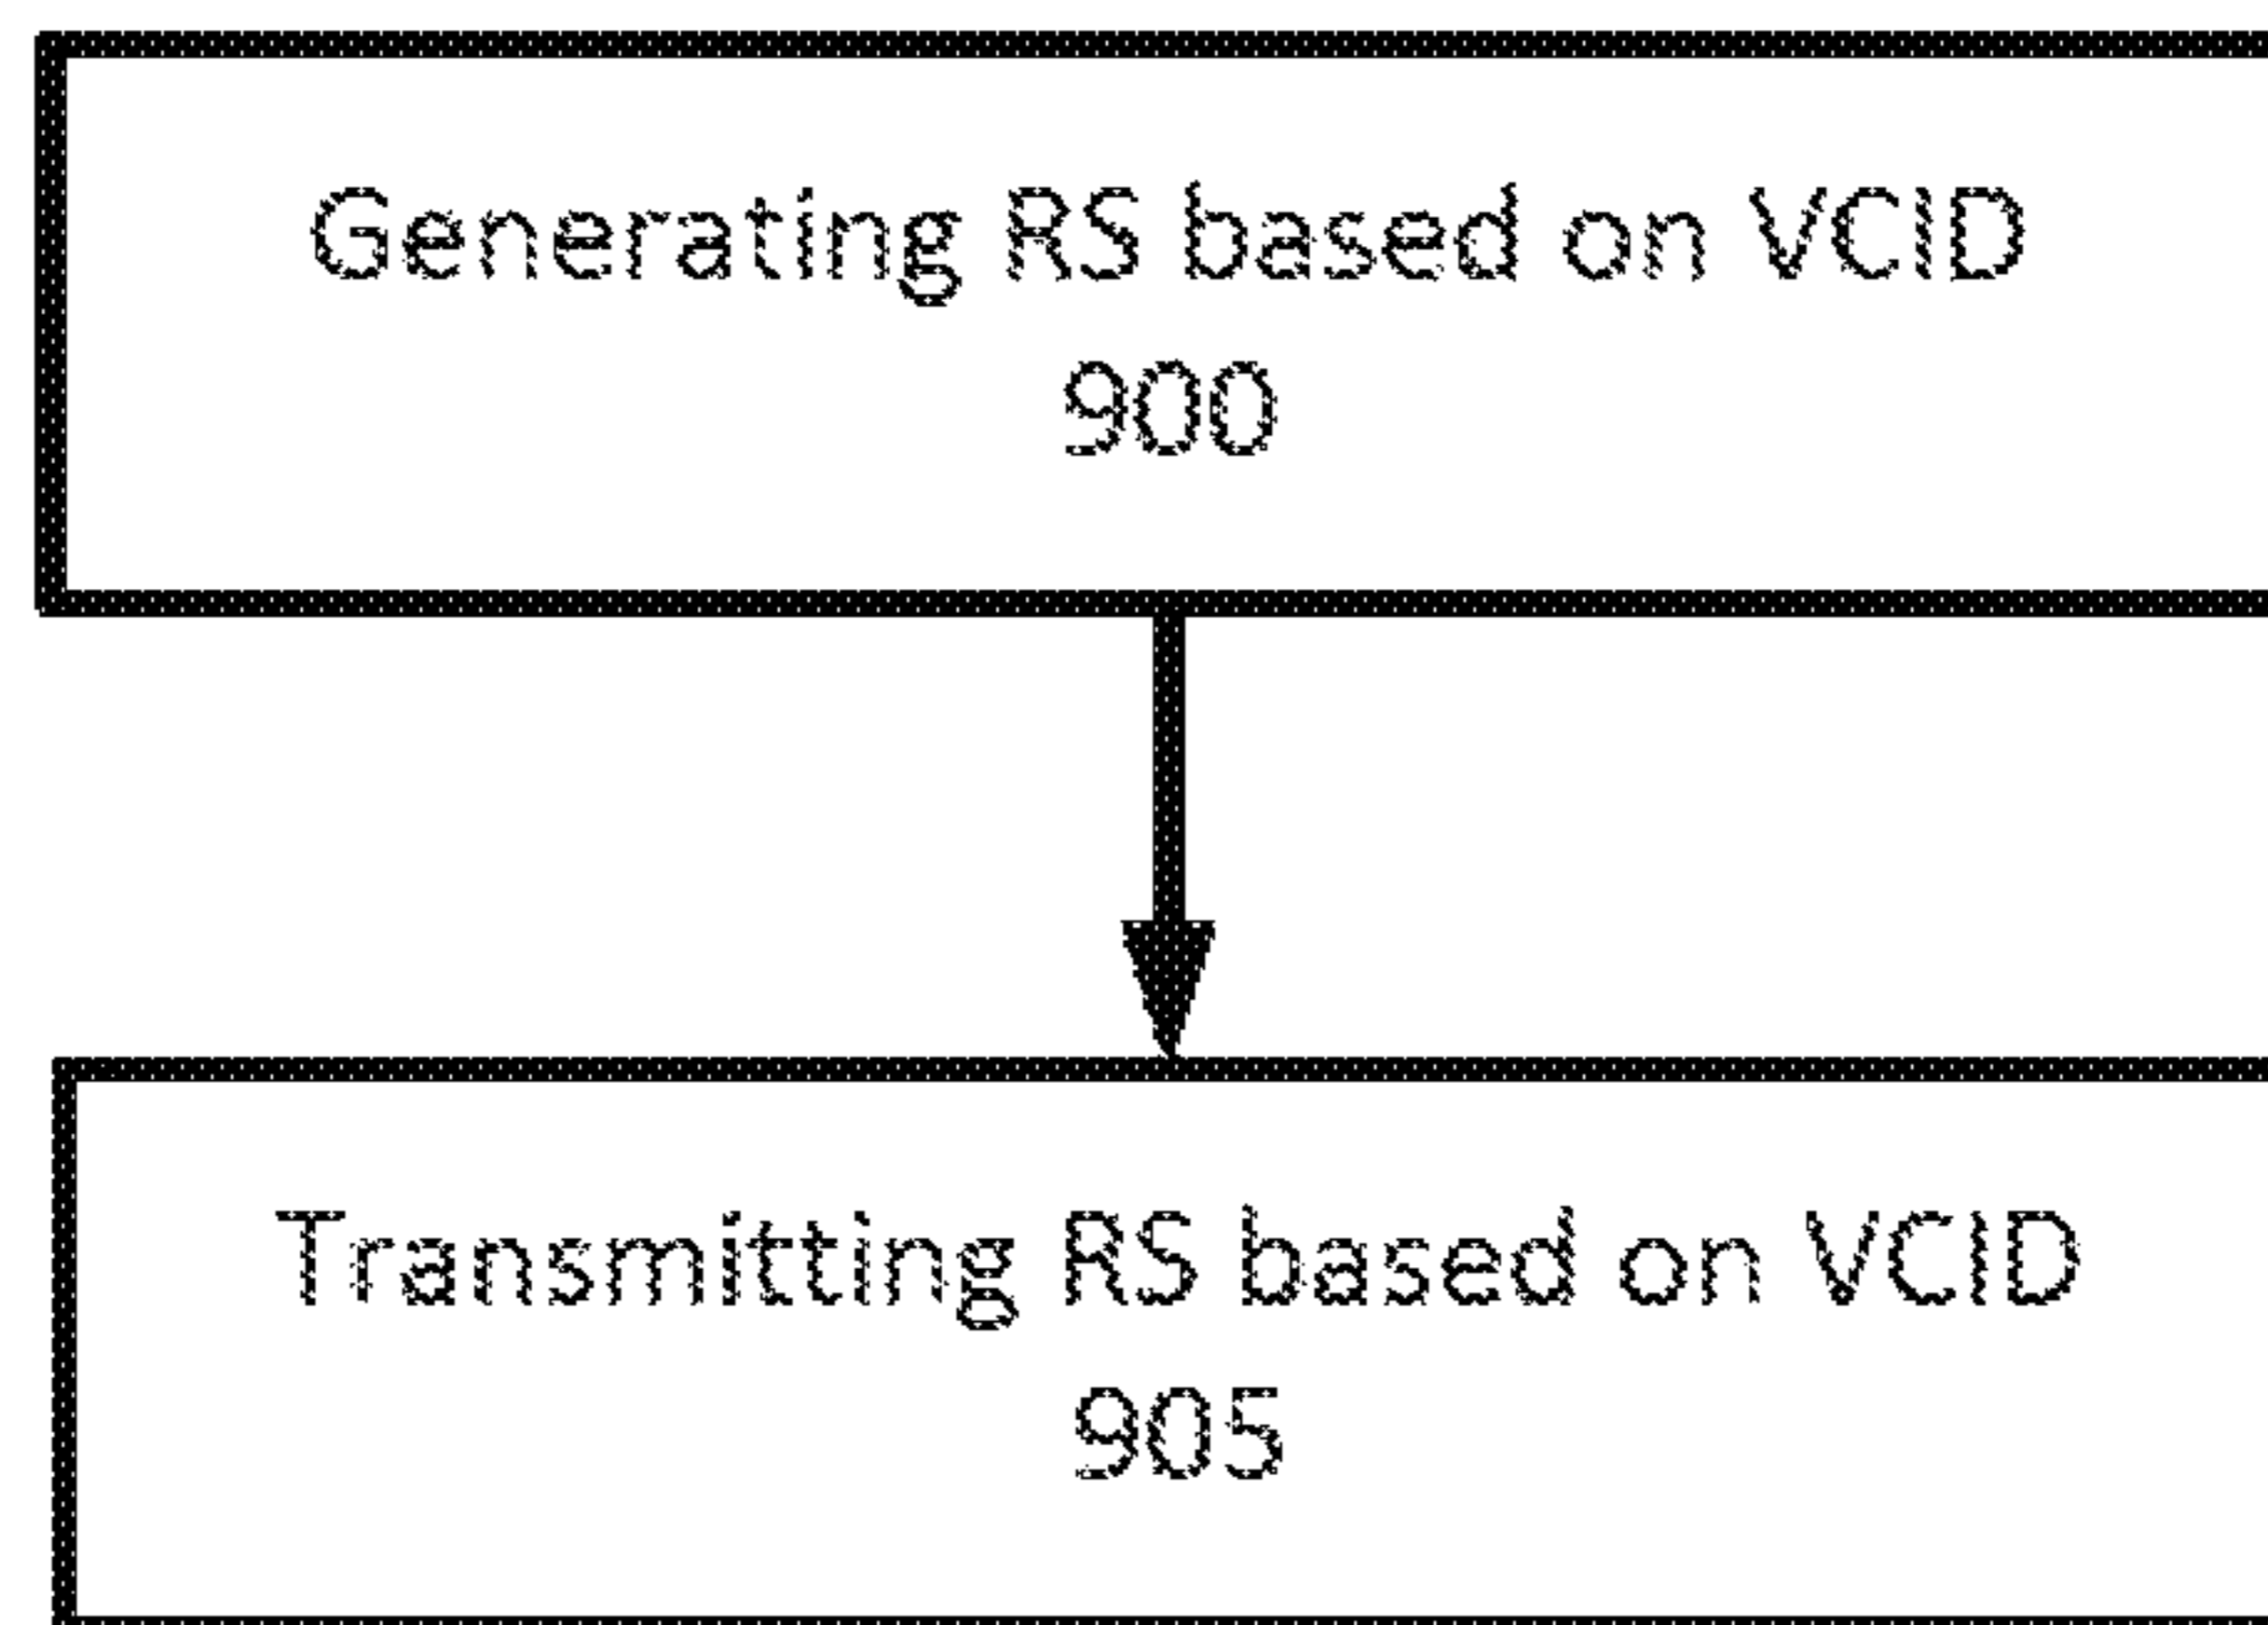 Generating RS based on VCID
900
Transmitting RS based on VCID
905